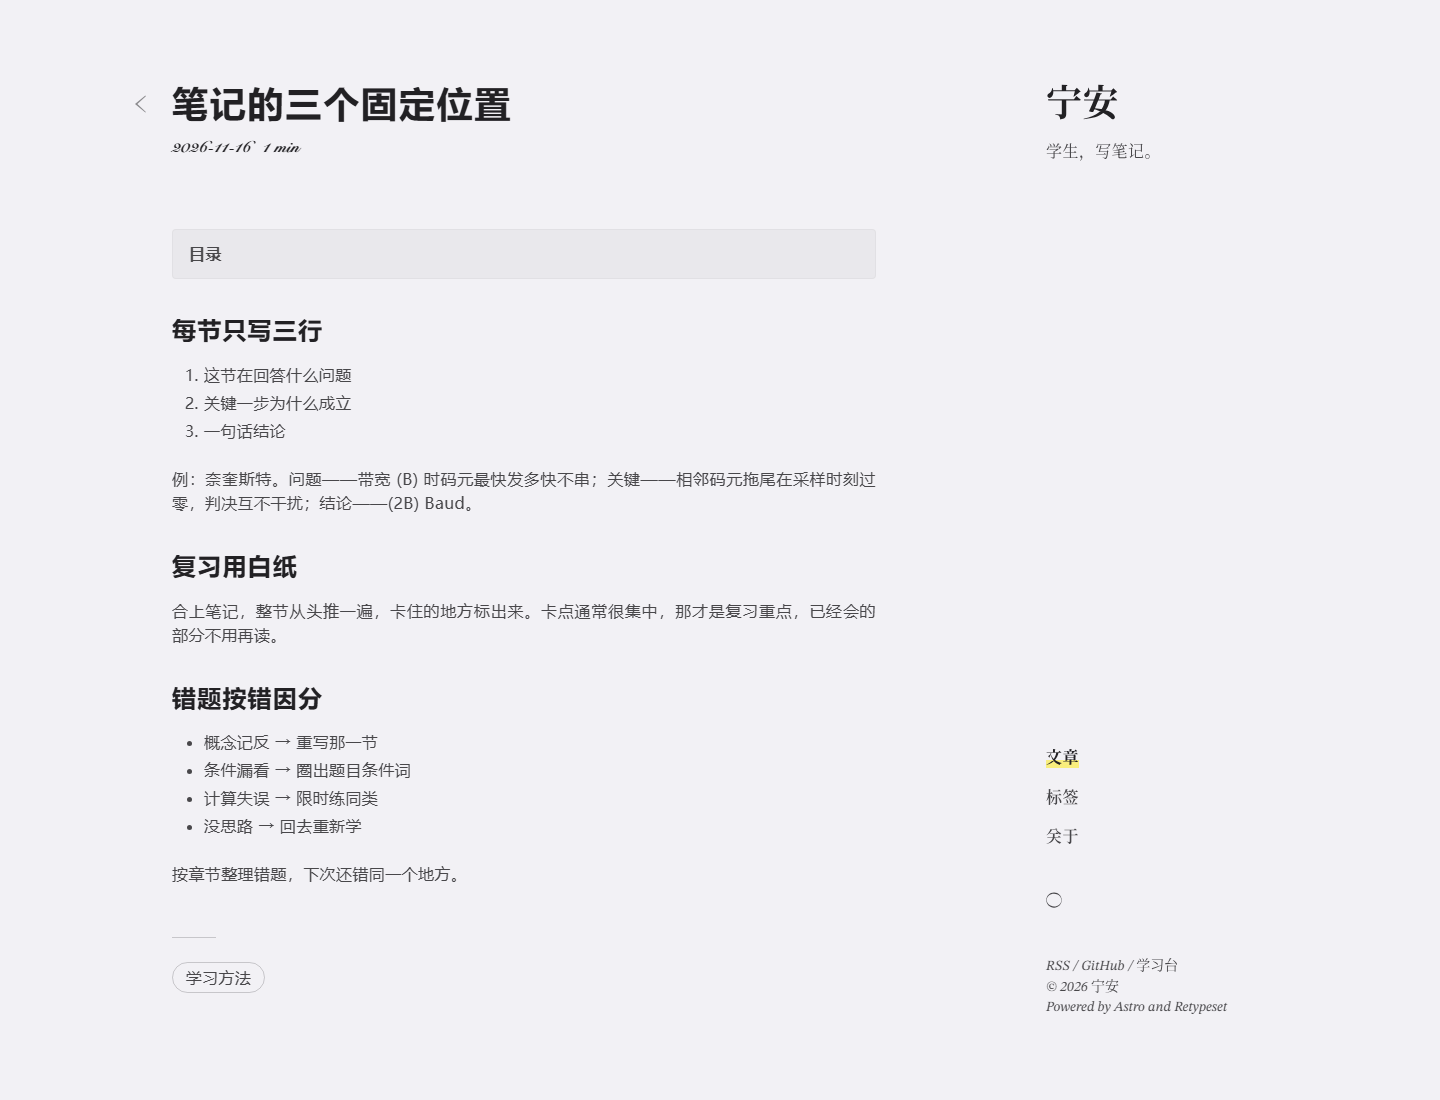 笔记的三个固定位置
2026-11-16 1 min
目录
每节只写三行
1. 这节在回答什么问题
2. 关键一步为什么成立
3. 一句话结论
例：奈奎斯特。问题——带宽 (B) 时码元最快发多快不串；关键——相邻码元拖尾在采样时刻过
零，判决互不干扰；结论——(2B) Baud。
复习用白纸
合上笔记，整节从头推一遍，卡住的地方标出来。卡点通常很集中，那才是复习重点，已经会的
部分不用再读。
错题按错因分
• 概念记反 → 重写那一节
• 条件漏看 → 圈出题目条件词
• 计算失误 → 限时练同类
• 没思路 → 回去重新学
按章节整理错题，下次还错同一个地方。
学习方法
宁安
学生，写笔记。
文章
标签
关于
RSS / GitHub / 学习台
© 2026 宁安
Powered by Astro and Retypeset